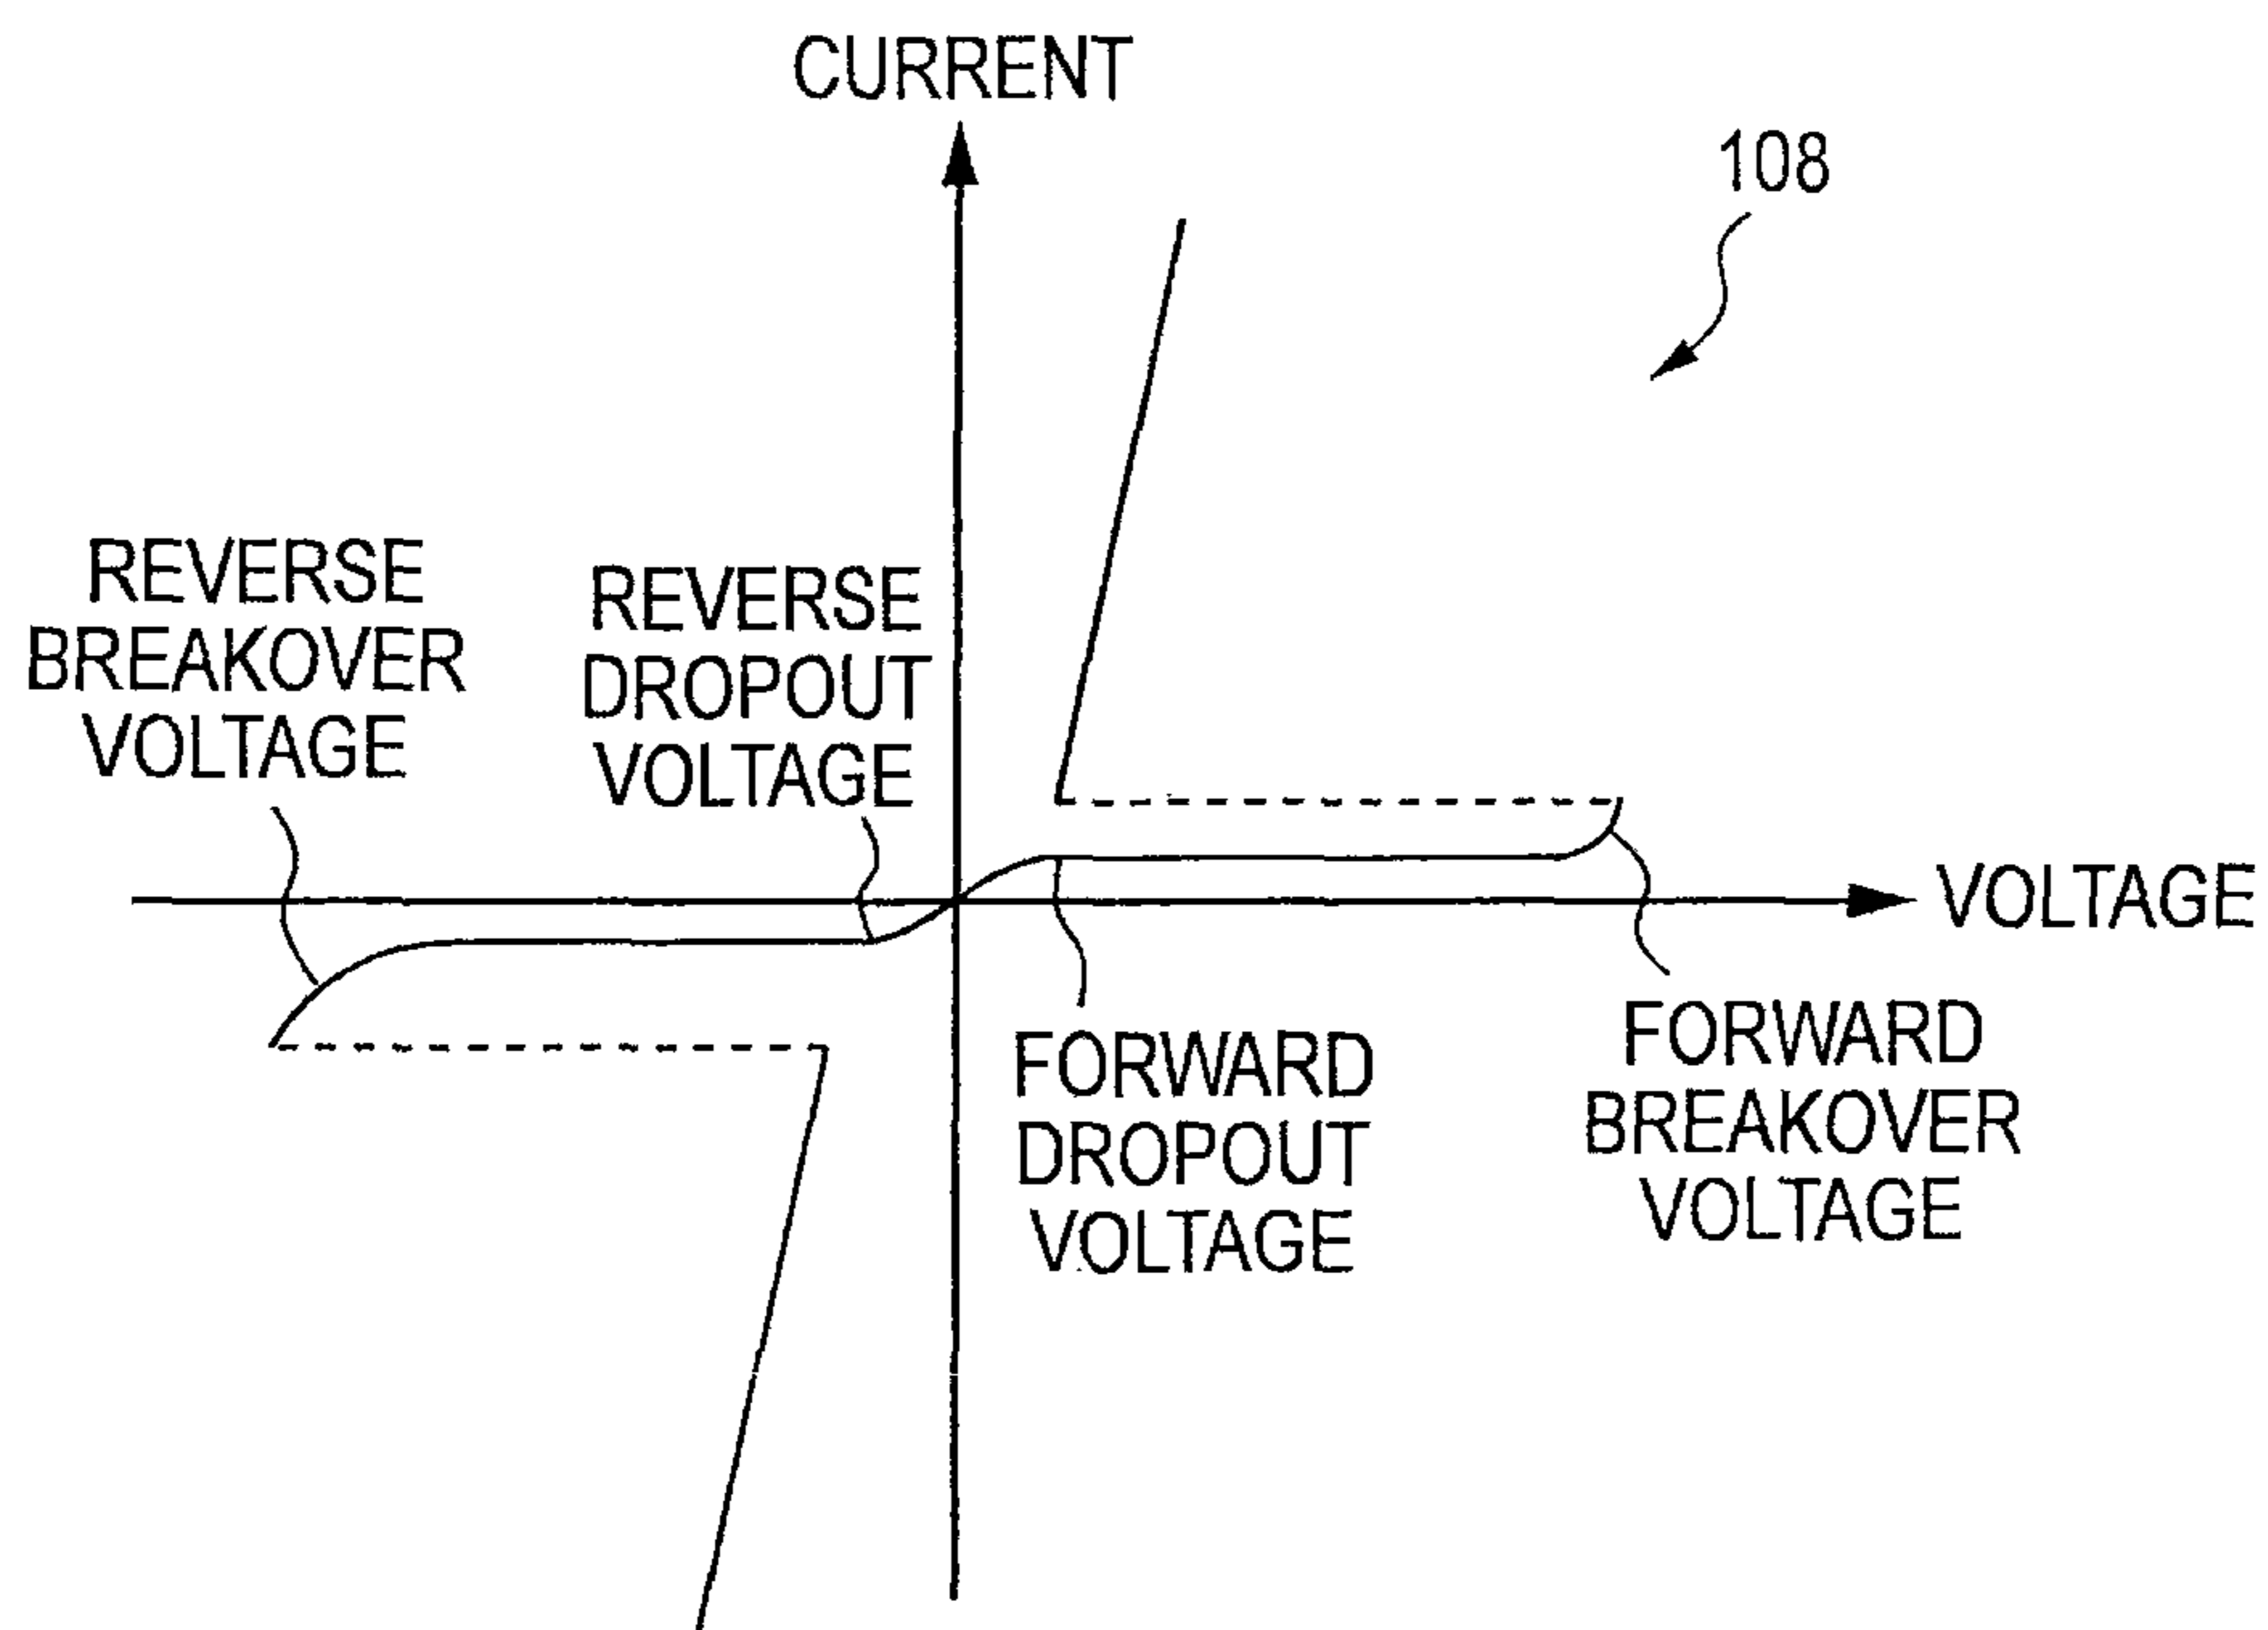 CURRENT
108
REVERSE
BREAKOVER
VOLTAGE
REVERSE
DROPOUT
VOLTAGE
VOLTAGE
FORWARD
DROPOUT
VOLTAGE
FORWARD
BREAKOVER
VOLTAGE